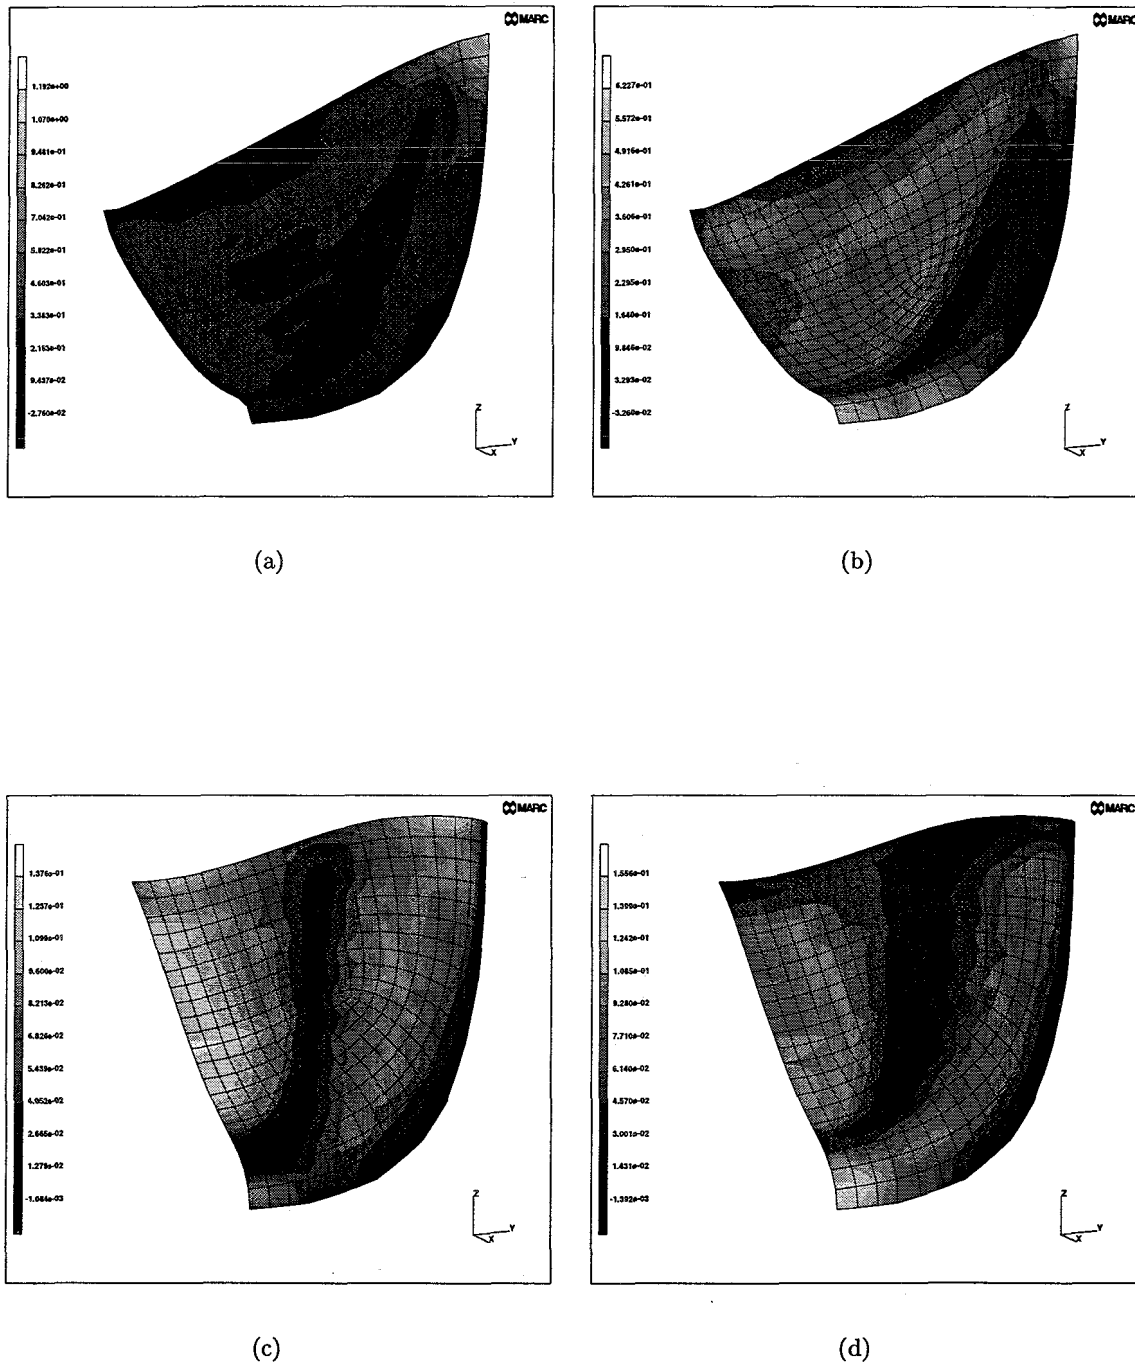 MARC
1.192e+00
1.070e+00
9.481e-01
8.262e-01
7.042e-01
5.822e-01
4.603e-01
3.383e-01
2.163e-01
9.437e-02
-2.760e-02
Z
Y
X
(a)
MARC
6.227e-01
5.572e-01
4.916e-01
4.261e-01
3.606e-01
2.950e-01
2.295e-01
1.640e-01
9.846e-02
3.293e-02
-3.260e-02
Z
Y
X
(b)
MARC
1.376e-01
1.237e-01
1.099e-01
9.600e-02
8.213e-02
6.826e-02
5.439e-02
4.052e-02
2.665e-02
1.279e-02
-1.084e-03
Z
Y
X
(c)
MARC
1.556e-01
1.399e-01
1.242e-01
1.085e-01
9.280e-02
7.710e-02
6.140e-02
4.570e-02
3.001e-02
1.431e-02
-1.392e-03
Z
Y
X
(d)